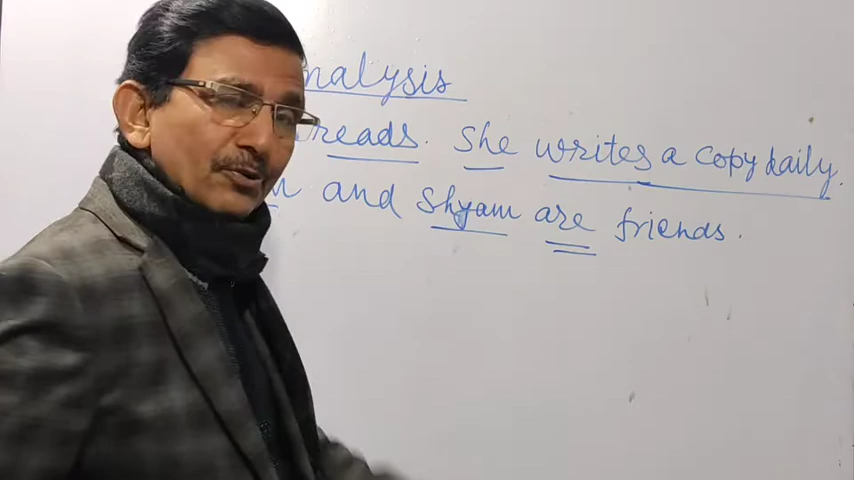 nalysis
reads. She writes a copy daily.
m and Shyam are friends.